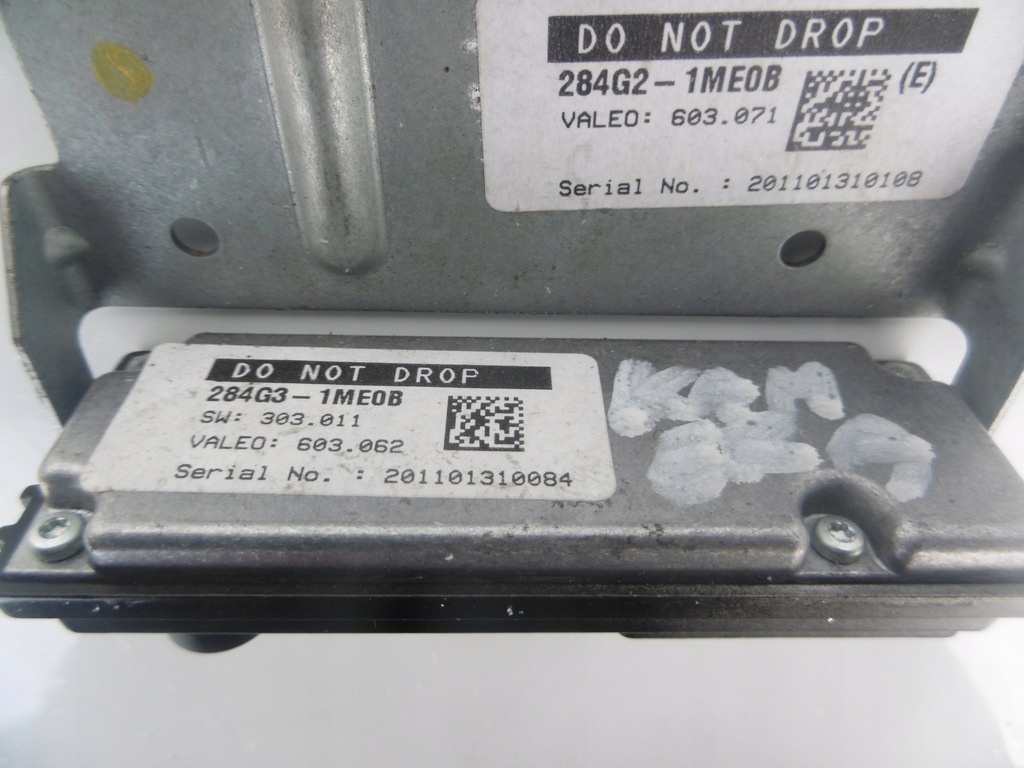 DO NOT DROP
284G2-1ME0B (E)
VALEO: 603.071
Serial No. : 201101310108
DO NOT DROP
284G3-1ME0B
SW: 303.011
VALEO: 603.062
Serial No. : 201101310084